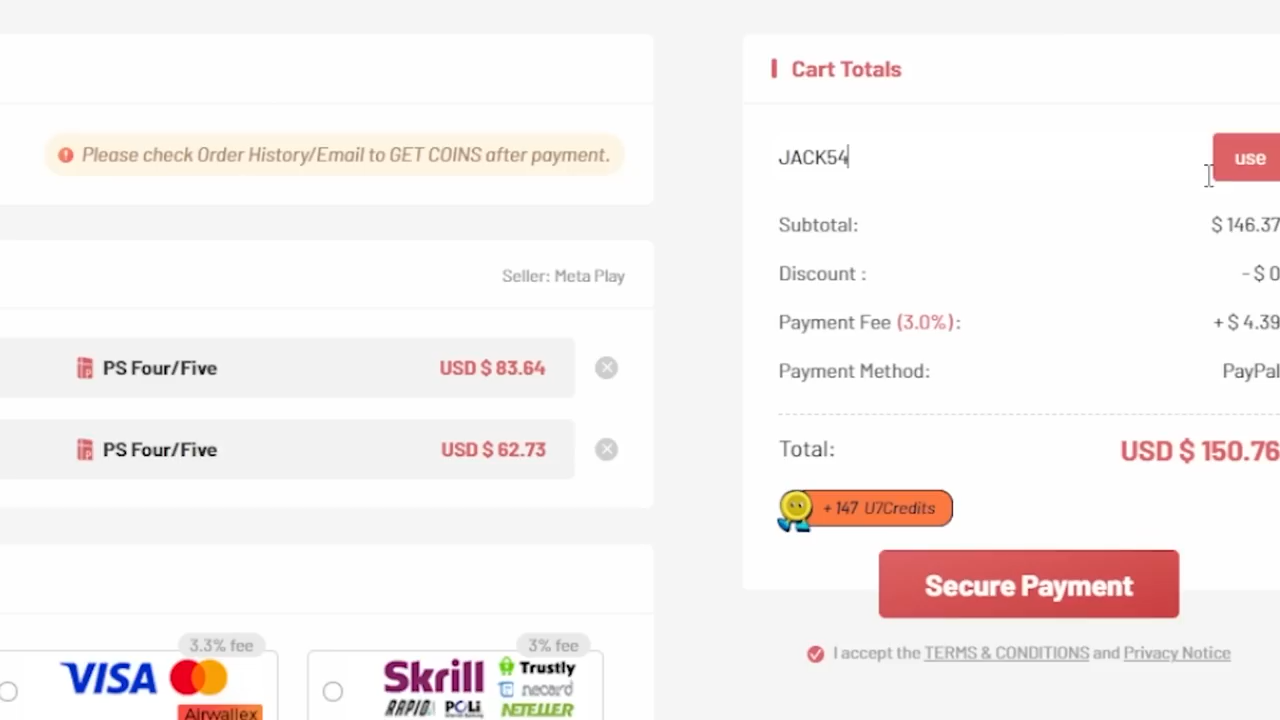 Please check Order History/Email to GET COINS after payment.
Seller: Meta Play
PS Four/Five
USD $ 83.64
PS Four/Five
USD $ 62.73
3.3% fee
VISA
Airwallex
3% fee
Skrill
Trustly
RAPID
POLi
NETELLER
Cart Totals
JACK54
use
Subtotal:
$ 146.37
Discount :
- $ 0
Payment Fee (3.0%):
+ $ 4.39
Payment Method:
PayPal
Total:
USD $ 150.76
+ 147 U7Credits
Secure Payment
I accept the TERMS & CONDITIONS and Privacy Notice